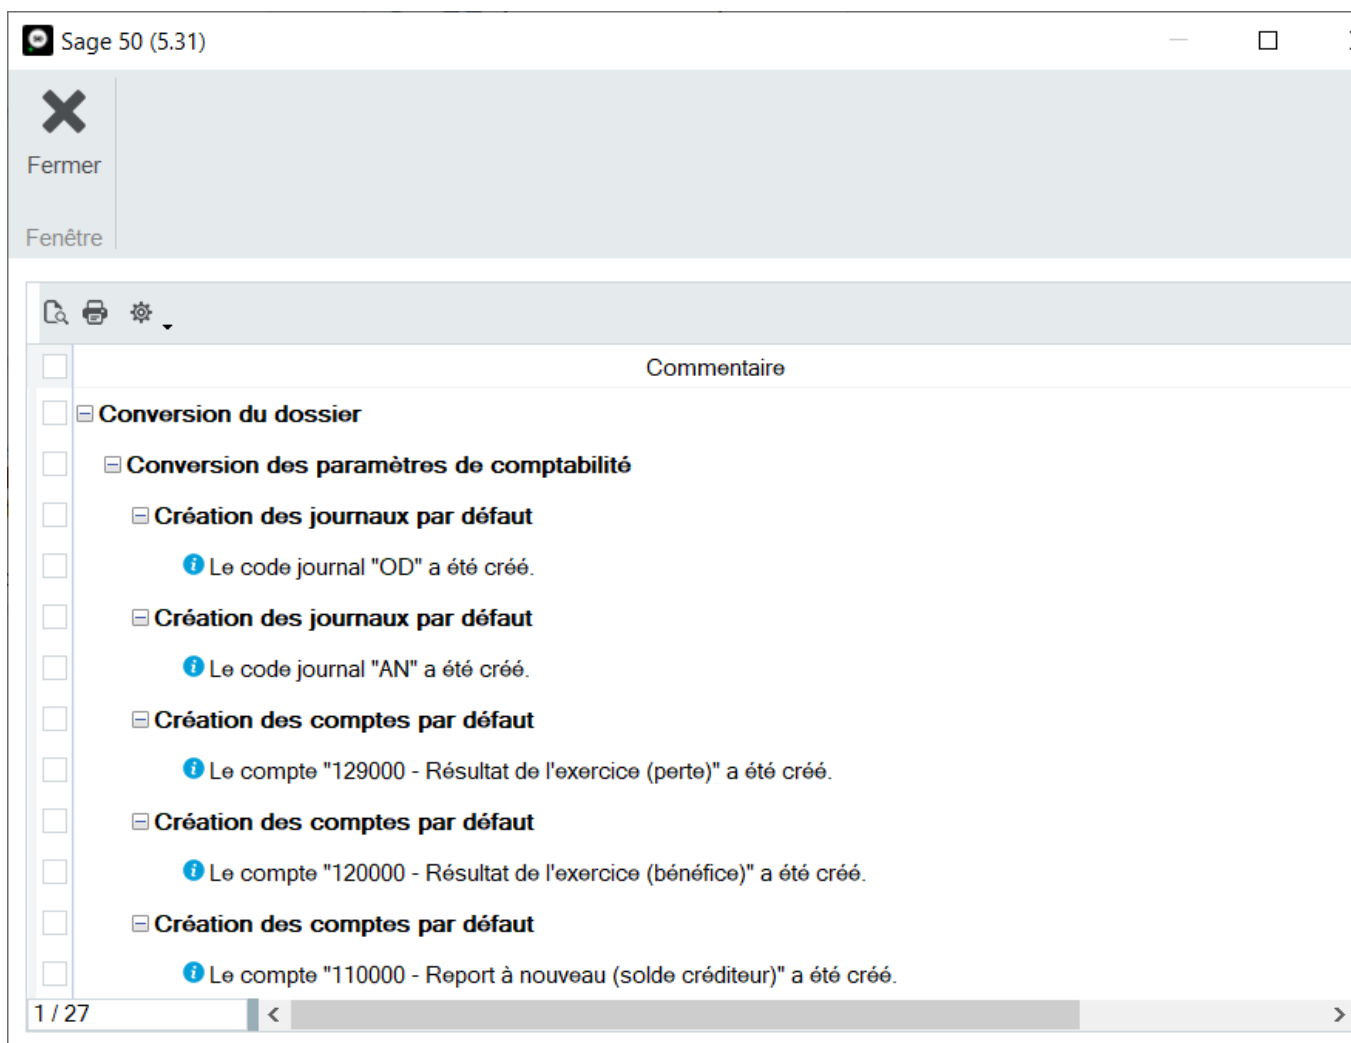 Sage 50 (5.31)
Fermer
Fenêtre
Commentaire
Conversion du dossier
Conversion des paramètres de comptabilité
Création des journaux par défaut
Le code journal "OD" a été créé.
Création des journaux par défaut
Le code journal "AN" a été créé.
Création des comptes par défaut
Le compte "129000 - Résultat de l'exercice (perte)" a été créé.
Création des comptes par défaut
Le compte "120000 - Résultat de l'exercice (bénéfice)" a été créé.
Création des comptes par défaut
Le compte "110000 - Report à nouveau (solde créditeur)" a été créé.
1 / 27